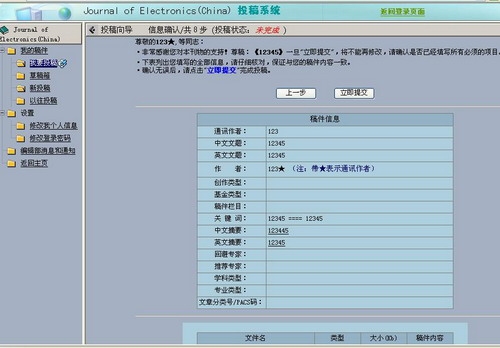 Journal of Electronics(China) 投稿系统
返回登录页面
Journal of
Electronics(China)
投稿向导 信息确认/共 8 步 (投稿状态: 未完成 )
我的稿件
草稿箱
新投稿
以往投稿
设置
修改我个人信息
修改登录密码
编辑部消息和通知
返回主页
尊敬的123★,等同志:
· 非常感谢您对本刊物的支持! 尊稿: 《12345》 一旦"立即提交", 将不能再修改, 请确认是否已经填写所有必须的项目.
· 下表列出您填写的全部信息, 请仔细核对, 保证与您的稿件内容一致。
· 确认无误后, 请点击"立即提交"完成投稿。
上一步 立即提交
稿件信息
通讯作者: 123
中文文题: 12345
英文文题: 12345
作 者: 123★ (注: 带★表示通讯作者)
创作类型:
基金类型:
稿件栏目:
关 键 词: 12345 ==== 12345
中文摘要: 123445
英文摘要: 12345
回避专家:
推荐专家:
学科类型:
专业类型:
文章分类号/PACS码:
文件名 类型 大小(Kb) 稿件内容